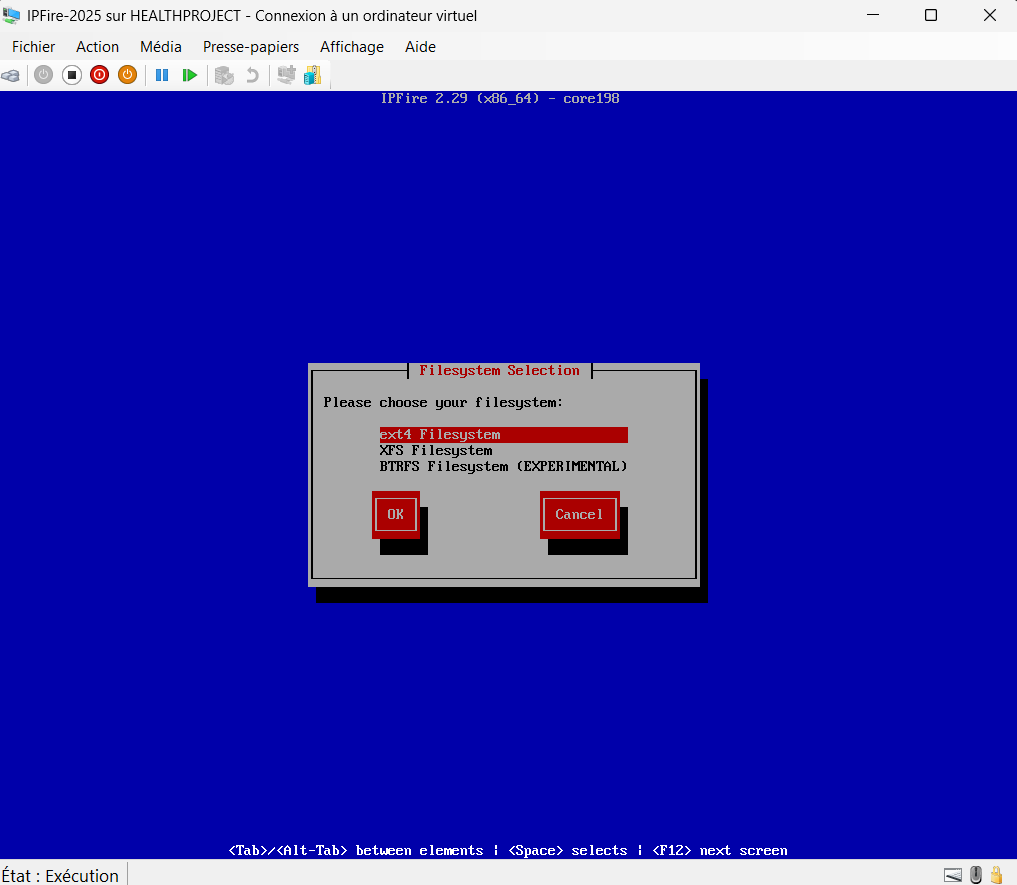 IPFire-2025 sur HEALTHPROJECT - Connexion à un ordinateur virtuel
Fichier Action Média Presse-papiers Affichage Aide
IPFire 2.29 (x86_64) - core198
Filesystem Selection
Please choose your filesystem:
ext4 Filesystem
XFS Filesystem
BTRFS Filesystem (EXPERIMENTAL)
OK Cancel
<Tab>/<Alt-Tab> between elements | <Space> selects | <F12> next screen
État : Exécution